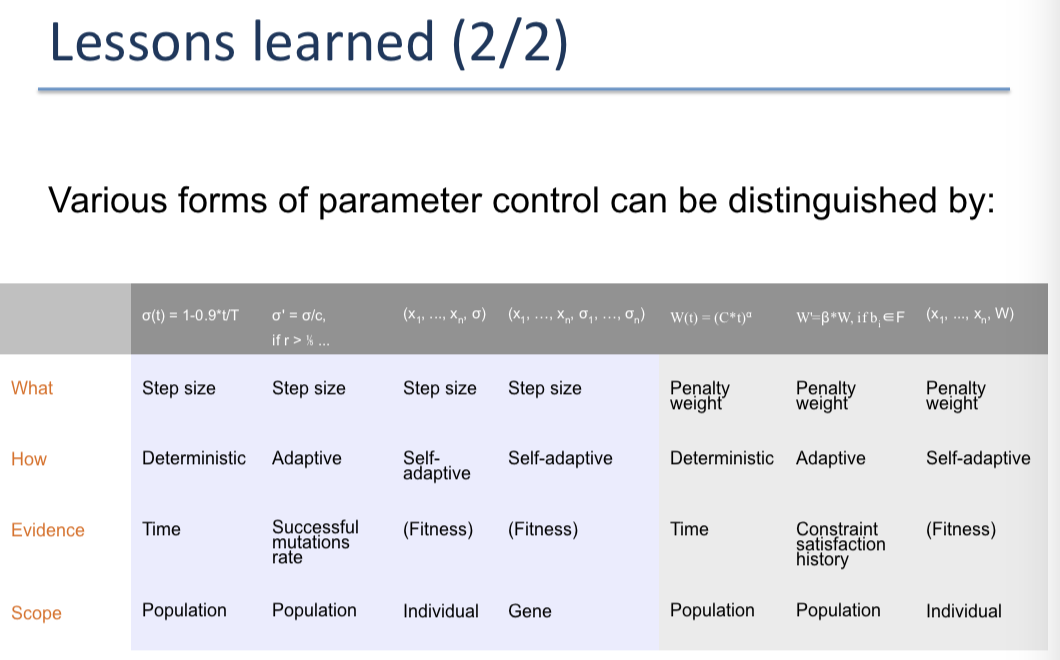 Lessons learned (2/2)
Various forms of parameter control can be distinguished by:
σ(t) = 1-0.9*t/T
σ' = σ/c,
if r > ⅕ ...
(x₁, ..., xₙ, σ)
(x₁, ..., xₙ, σ₁, ..., σₙ)
W(t) = (C*t)ᵅ
W'=β*W, if bᵢ∈F
(x₁, ..., xₙ, W)
What
Step size
Step size
Step size
Step size
Penalty
weight
Penalty
weight
Penalty
weight
How
Deterministic
Adaptive
Self-
adaptive
Self-adaptive
Deterministic
Adaptive
Self-adaptive
Evidence
Time
Successful
mutations
rate
(Fitness)
(Fitness)
Time
Constraint
satisfaction
history
(Fitness)
Scope
Population
Population
Individual
Gene
Population
Population
Individual